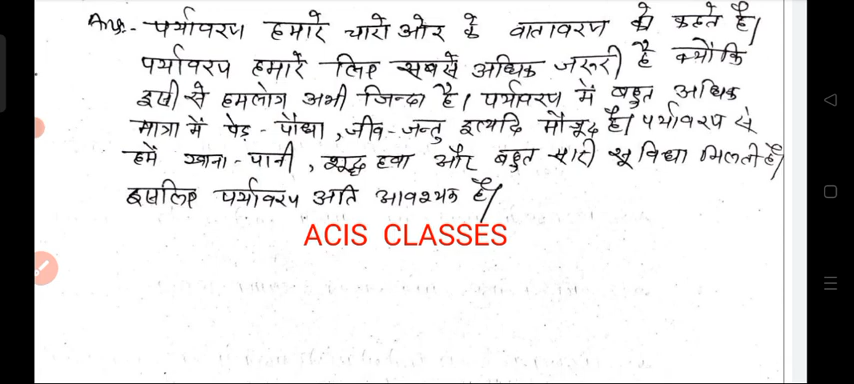 Ans:- पर्यावरण हमारे चारो ओर के वातावरण को कहते है।
पर्यावरण हमारे लिए सबसे अधिक जरूरी है क्योंकि
इसी से हमलोग अभी जिन्दा है। पर्यावरण में बहुत अधिक
मात्रा में पेड़-पौधा, जीव-जन्तु इत्यदि मौजूद है। पर्यावरण से
हमें खाना-पानी, शुद्ध हवा और बहुत सारी सुविधा मिलती है
इसलिए पर्यावरण अति आवश्यक है।
ACIS CLASSES